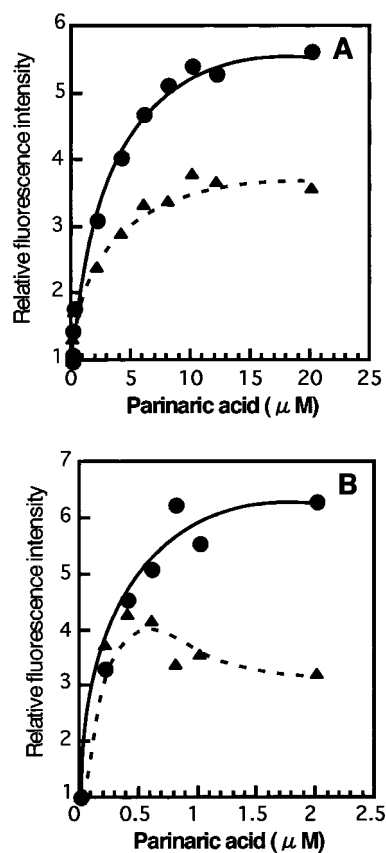 A
Relative fluorescence intensity
6
5
4
3
2
1
0 5 10 15 20 25
Parinaric acid ( μ M)
B
Relative fluorescence intensity
7
6
5
4
3
2
1
0 0.5 1 1.5 2 2.5
Parinaric acid ( μ M)